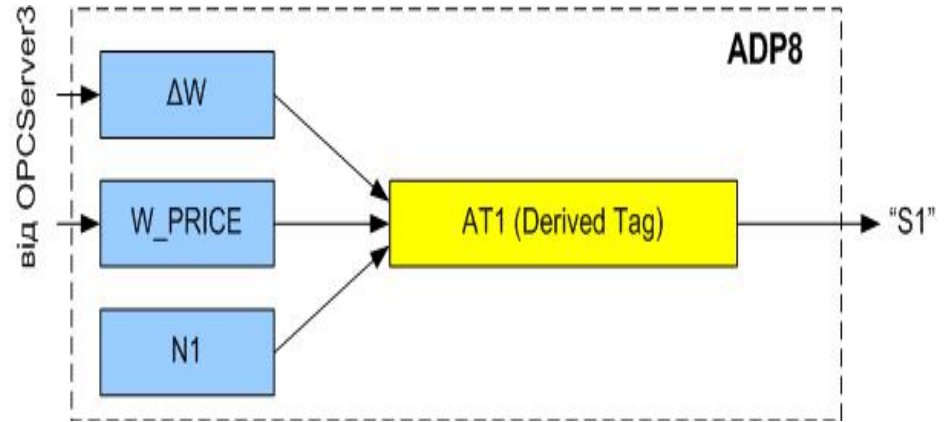 ADP8
від OPCServer3
ΔW
W_PRICE
N1
AT1 (Derived Tag)
“S1”